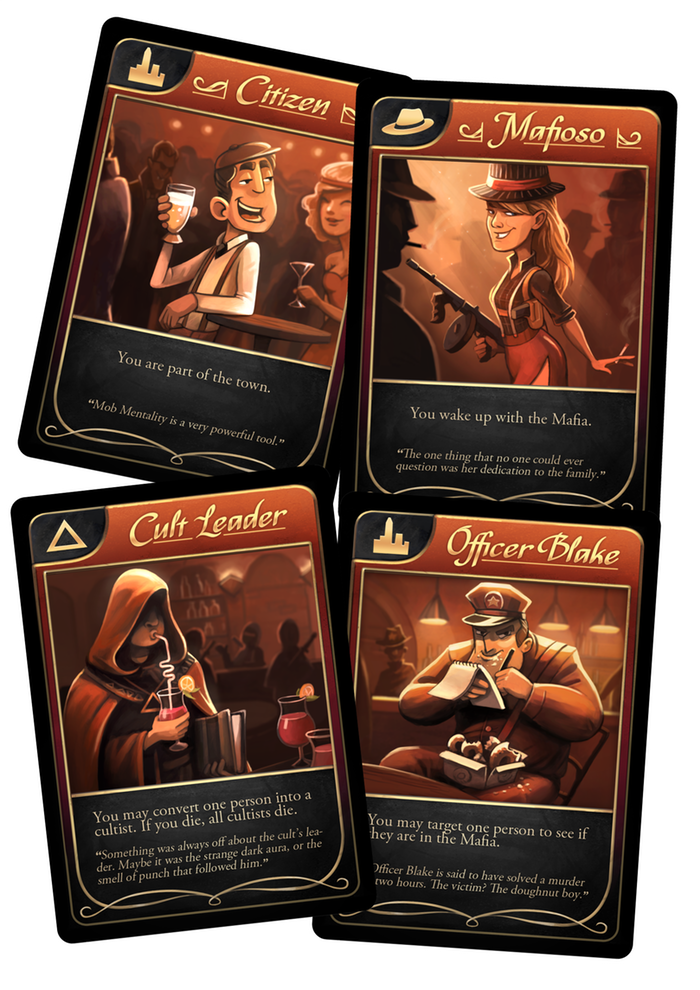 Citizen
You are part of the town.
“Mob Mentality is a very powerful tool.”
Mafioso
You wake up with the Mafia.
“The one thing that no one could ever
question was her dedication to the family.”
Cult Leader
You may convert one person into a
cultist. If you die, all cultists die.
“Something was always off about the cult's lea-
der. Maybe it was the strange dark aura, or the
smell of punch that followed him.”
Officer Blake
You may target one person to see if
they are in the Mafia.
Officer Blake is said to have solved a murder
two hours. The victim? The doughnut boy.”